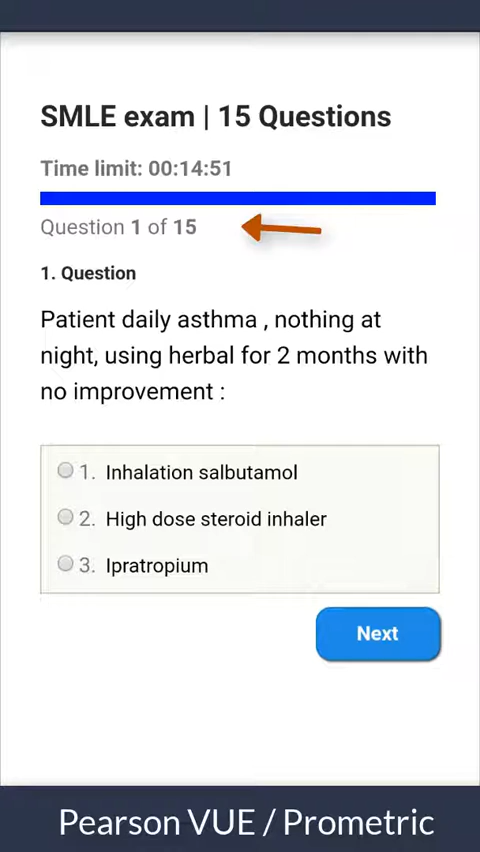 SMLE exam | 15 Questions
Time limit: 00:14:51
Question 1 of 15
1. Question
Patient daily asthma , nothing at
night, using herbal for 2 months with
no improvement :
1. Inhalation salbutamol
2. High dose steroid inhaler
3. Ipratropium
Next
Pearson VUE / Prometric